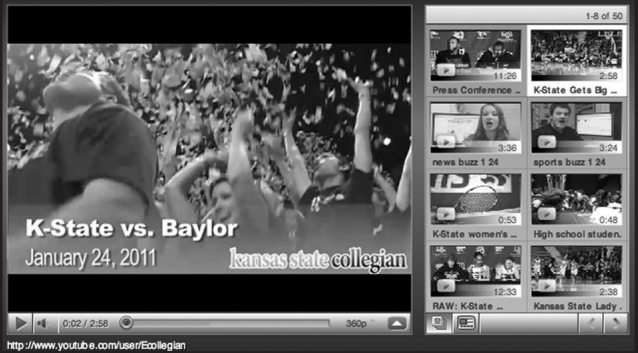 1-8 of 50
K-State vs. Baylor
January 24, 2011
kansas state collegian
0:02 / 2:58
360p
11:26
Press Conference ...
2:58
K-State Gets Big ...
3:36
news buzz 1 24
3:24
sports buzz 1 24
0:53
K-State women's ...
0:48
High school studen.
12:33
RAW: K-State ...
2:38
Kansas State Lady .
http://www.youtube.com/user/Ecollegian